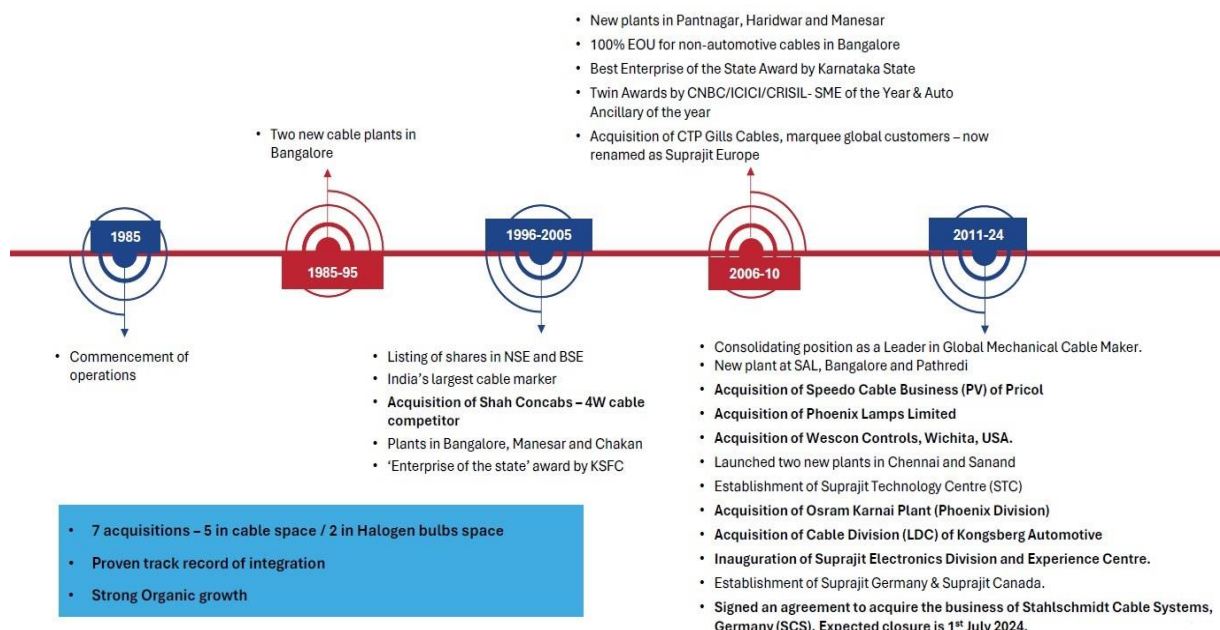 1985
• Commencement of
operations
• Two new cable plants in
Bangalore
1985-95
1996-2005
• Listing of shares in NSE and BSE
• India's largest cable marker
• Acquisition of Shah Concabs – 4W cable
competitor
• Plants in Bangalore, Manesar and Chakan
• 'Enterprise of the state' award by KSFC
• New plants in Pantnagar, Haridwar and Manesar
• 100% EOU for non-automotive cables in Bangalore
• Best Enterprise of the State Award by Karnataka State
• Twin Awards by CNBC/ICICI/CRISIL- SME of the Year & Auto
Ancillary of the year
• Acquisition of CTP Gills Cables, marquee global customers – now
renamed as Suprajit Europe
2006-10
2011-24
• Consolidating position as a Leader in Global Mechanical Cable Maker.
• New plant at SAL, Bangalore and Pathredi
• Acquisition of Speedo Cable Business (PV) of Pricol
• Acquisition of Phoenix Lamps Limited
• Acquisition of Wescon Controls, Wichita, USA.
• Launched two new plants in Chennai and Sanand
• Establishment of Suprajit Technology Centre (STC)
• Acquisition of Osram Karnai Plant (Phoenix Division)
• Acquisition of Cable Division (LDC) of Kongsberg Automotive
• Inauguration of Suprajit Electronics Division and Experience Centre.
• Establishment of Suprajit Germany & Suprajit Canada.
• Signed an agreement to acquire the business of Stahlschmidt Cable Systems,
Germany (SCS). Expected closure is 1st July 2024.
• 7 acquisitions – 5 in cable space / 2 in Halogen bulbs space
• Proven track record of integration
• Strong Organic growth